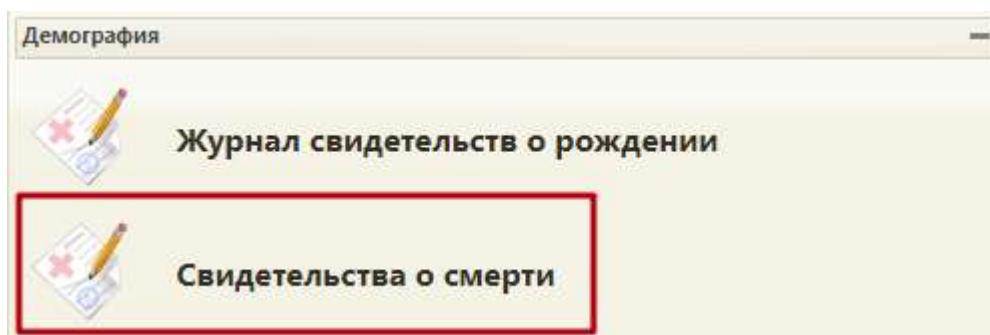 Демография
Журнал свидетельств о рождении
Свидетельства о смерти